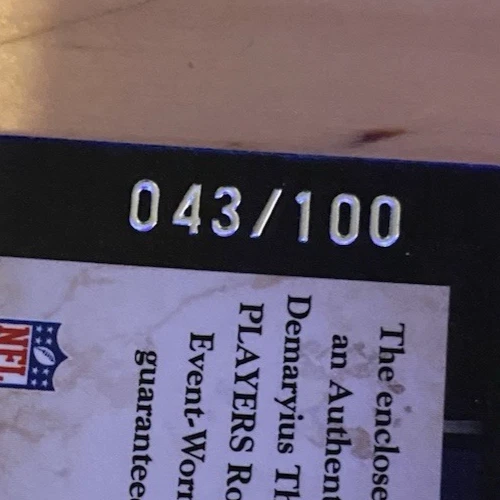 043/100
The enclose
an Authent
Demaryius Th
PLAYERS Ro
Event-Worn
guarantee
NFL